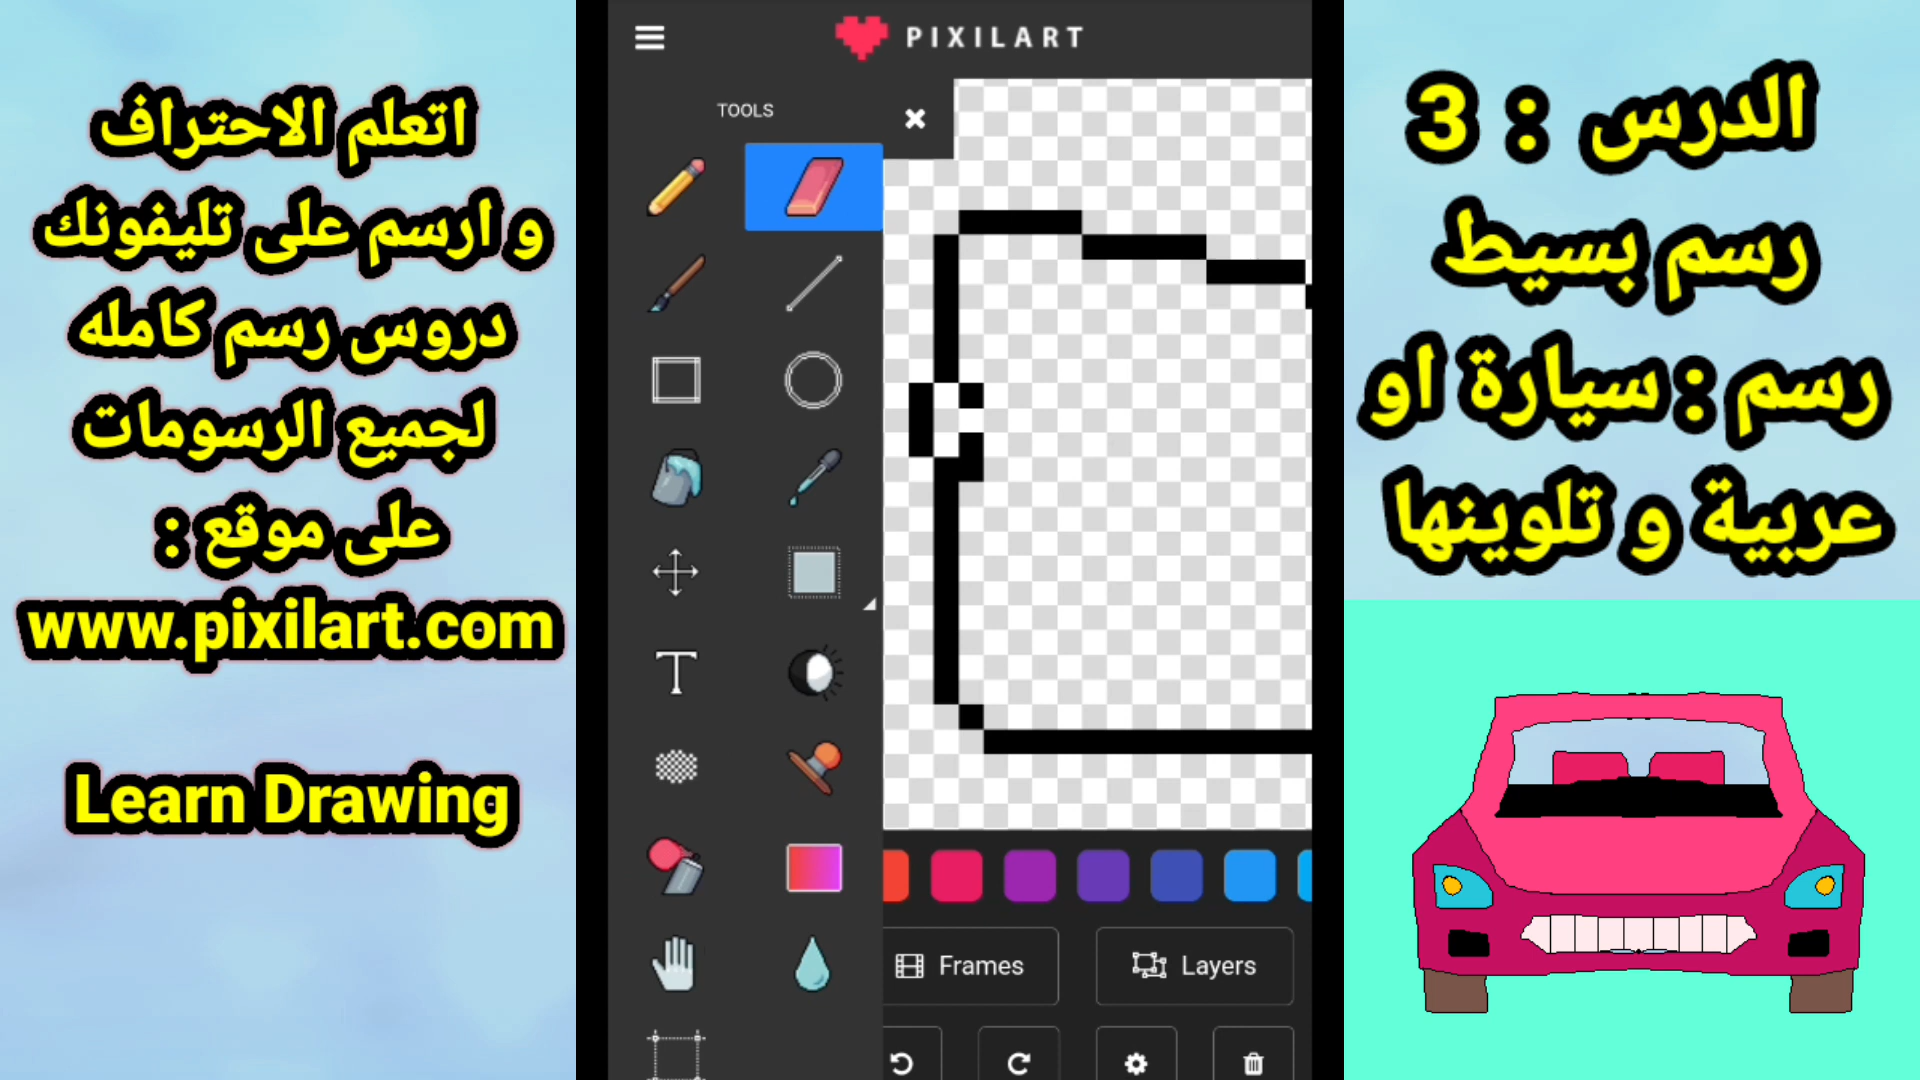 اتعلم الاحتراف
و ارسم على تليفونك
دروس رسم كامله
لجميع الرسومات
على موقع :
www.pixilart.com
Learn Drawing
PIXILART
TOOLS
Frames
Layers
الدرس : 3
رسم بسيط
رسم : سيارة او
عربية و تلوينها